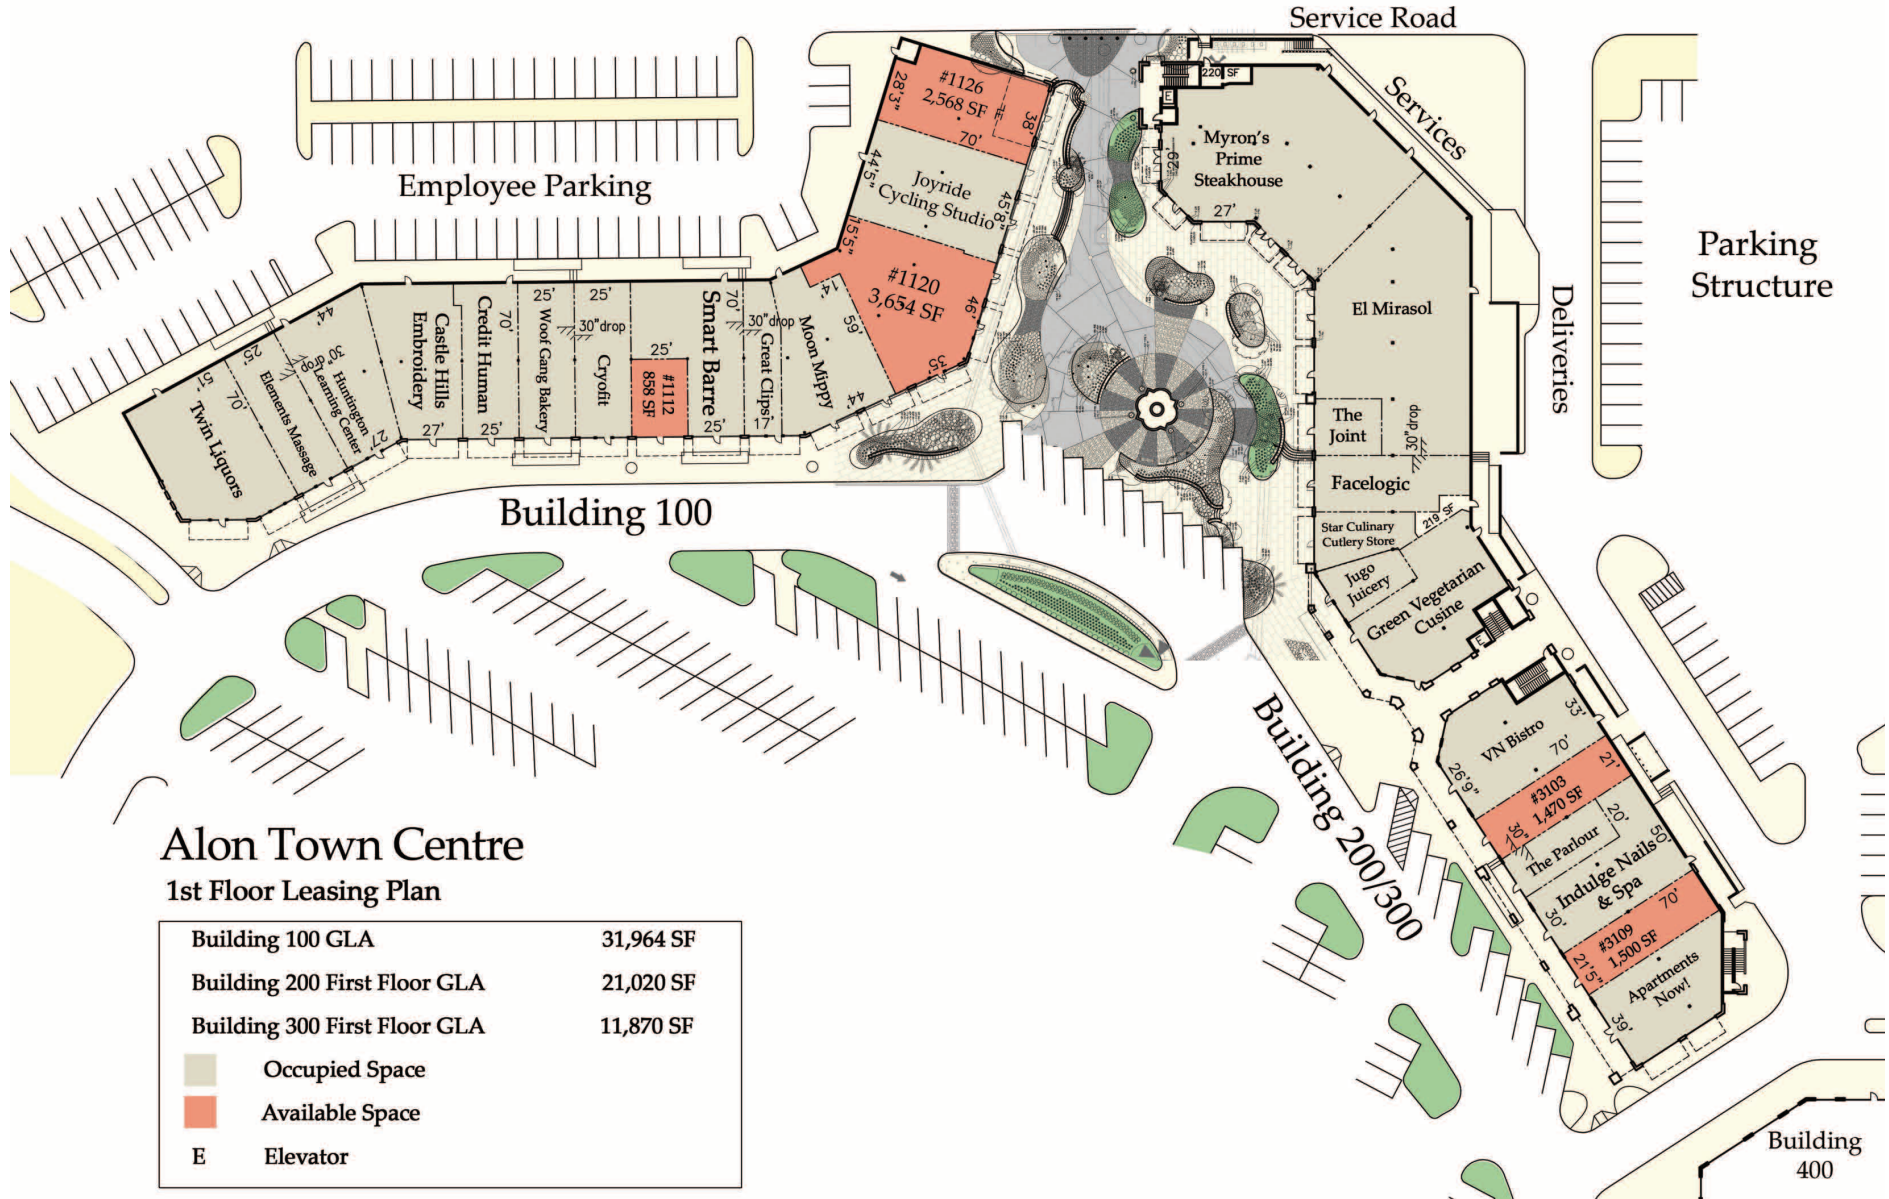 Service Road
Services
220 SF
E
Myron's
Prime
Steakhouse
29'
27'
#1126
2,568 SF
28'3"
38'
70'
Joyride
Cycling Studio
44'5"
45'8"
15'5"
#1120
3,654 SF
14'
59'
46'
35'
Employee Parking
Parking
Structure
Deliveries
El Mirasol
The
Joint
30"drop
Facelogic
Star Culinary
Cutlery Store
219 SF
Jugo
Juicery
Green Vegetarian
Cusine
E
Twin Liquors
51'
70'
25'
Elements Massage
44'
30"drop
Huntington
Learning Center
27'
Castle Hills
Embroidery
27'
Credit Human
70'
25'
25'
Woof Gang Bakery
25'
30"drop
Cryofit
25'
#1112
858 SF
Smart Barre
70'
25'
30"drop
Great Clips
17'
Moon Mippy
44'
Building 100
Building 200/300
VN Bistro
33'
70'
26'9"
#3103
1,470 SF
21'
30"
The Parlour
20'
50'
Indulge Nails
& Spa
30'
70'
#3109
1,500 SF
21'5"
Apartments
Now!
39'
Building
400
Alon Town Centre
1st Floor Leasing Plan
Building 100 GLA 31,964 SF
Building 200 First Floor GLA 21,020 SF
Building 300 First Floor GLA 11,870 SF
Occupied Space
Available Space
E Elevator